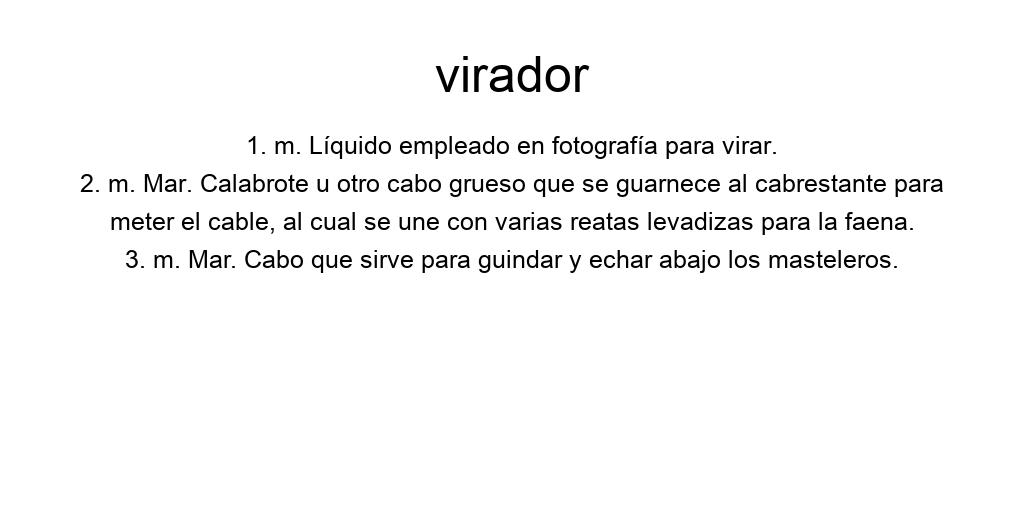 virador
1. m. Líquido empleado en fotografía para virar.
2. m. Mar. Calabrote u otro cabo grueso que se guarnece al cabrestante para
meter el cable, al cual se une con varias reatas levadizas para la faena.
3. m. Mar. Cabo que sirve para guindar y echar abajo los masteleros.